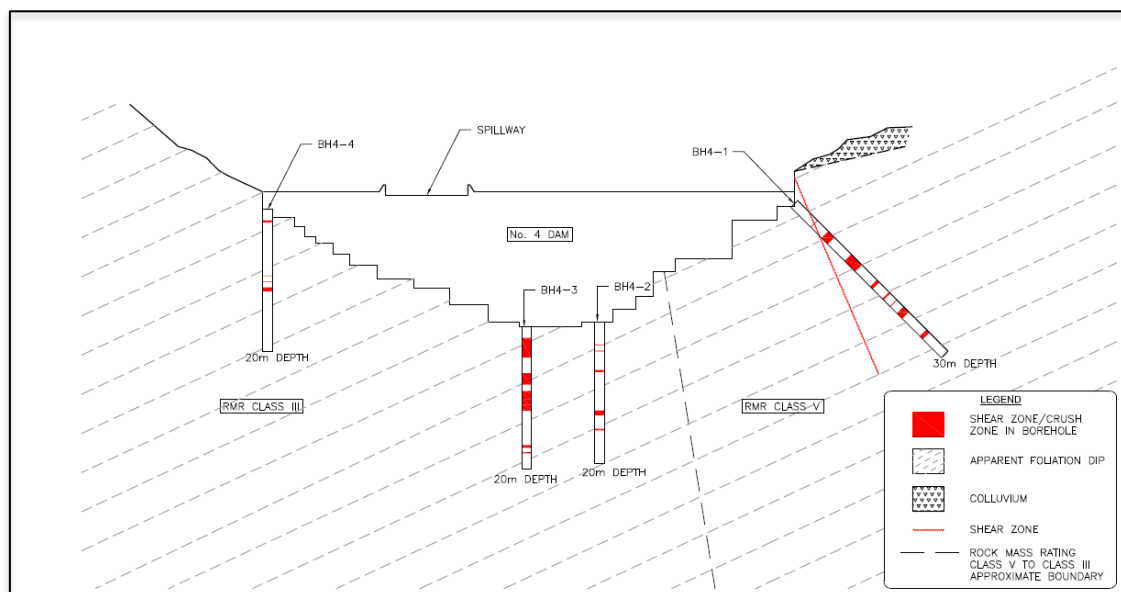 SPILLWAY
BH4-4
BH4-1
No. 4 DAM
BH4-3
BH4-2
20m DEPTH
30m DEPTH
RMR CLASS III
RMR CLASS V
20m DEPTH
20m DEPTH
LEGEND
SHEAR ZONE/CRUSH
ZONE IN BOREHOLE
APPARENT FOLIATION DIP
COLLUVIUM
SHEAR ZONE
ROCK MASS RATING
CLASS V TO CLASS III
APPROXIMATE BOUNDARY